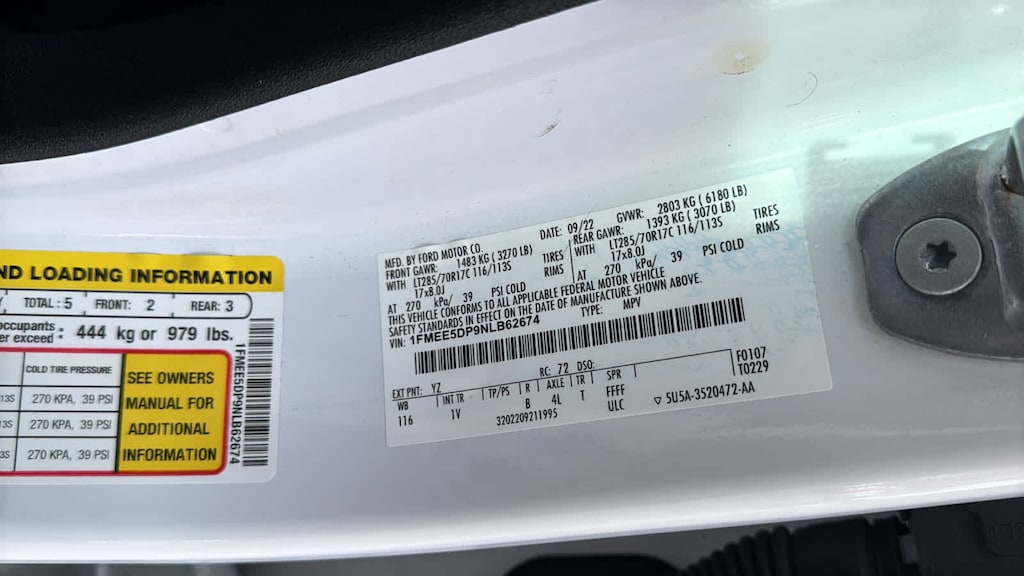 ND LOADING INFORMATION
TOTAL : 5 FRONT: 2 REAR: 3
occupants
er exceed : 444 kg or 979 lbs.
COLD TIRE PRESSURE
13S 270 KPA, 39 PSI
13S 270 KPA, 39 PSI
3S 270 KPA, 39 PSI
SEE OWNERS
MANUAL FOR
ADDITIONAL
INFORMATION
1FMEE5DP9NLB62674
MFD. BY FORD MOTOR CO. DATE: 09/22 GVWR: 2803 KG ( 6180 LB)
FRONT GAWR: 1483 KG ( 3270 LB) REAR GAWR: 1393 KG ( 3070 LB)
WITH LT285/70R17C 116/113S TIRES WITH LT285/70R17C 116/113S TIRES
17x8.0J RIMS 17x8.0J RIMS
AT 270 kPa/ 39 PSI COLD AT 270 kPa/ 39 PSI COLD
THIS VEHICLE CONFORMS TO ALL APPLICABLE FEDERAL MOTOR VEHICLE
SAFETY STANDARDS IN EFFECT ON THE DATE OF MANUFACTURE SHOWN ABOVE.
VIN: 1FMEE5DP9NLB62674 TYPE: MPV
EXT PNT: YZ RC: 72 DSO: F0107
WB INT TR TP/PS R AXLE TR SPR T0229
116 1V B 4L T FFFF
3202209211995 ULC 5U5A-3520472-AA